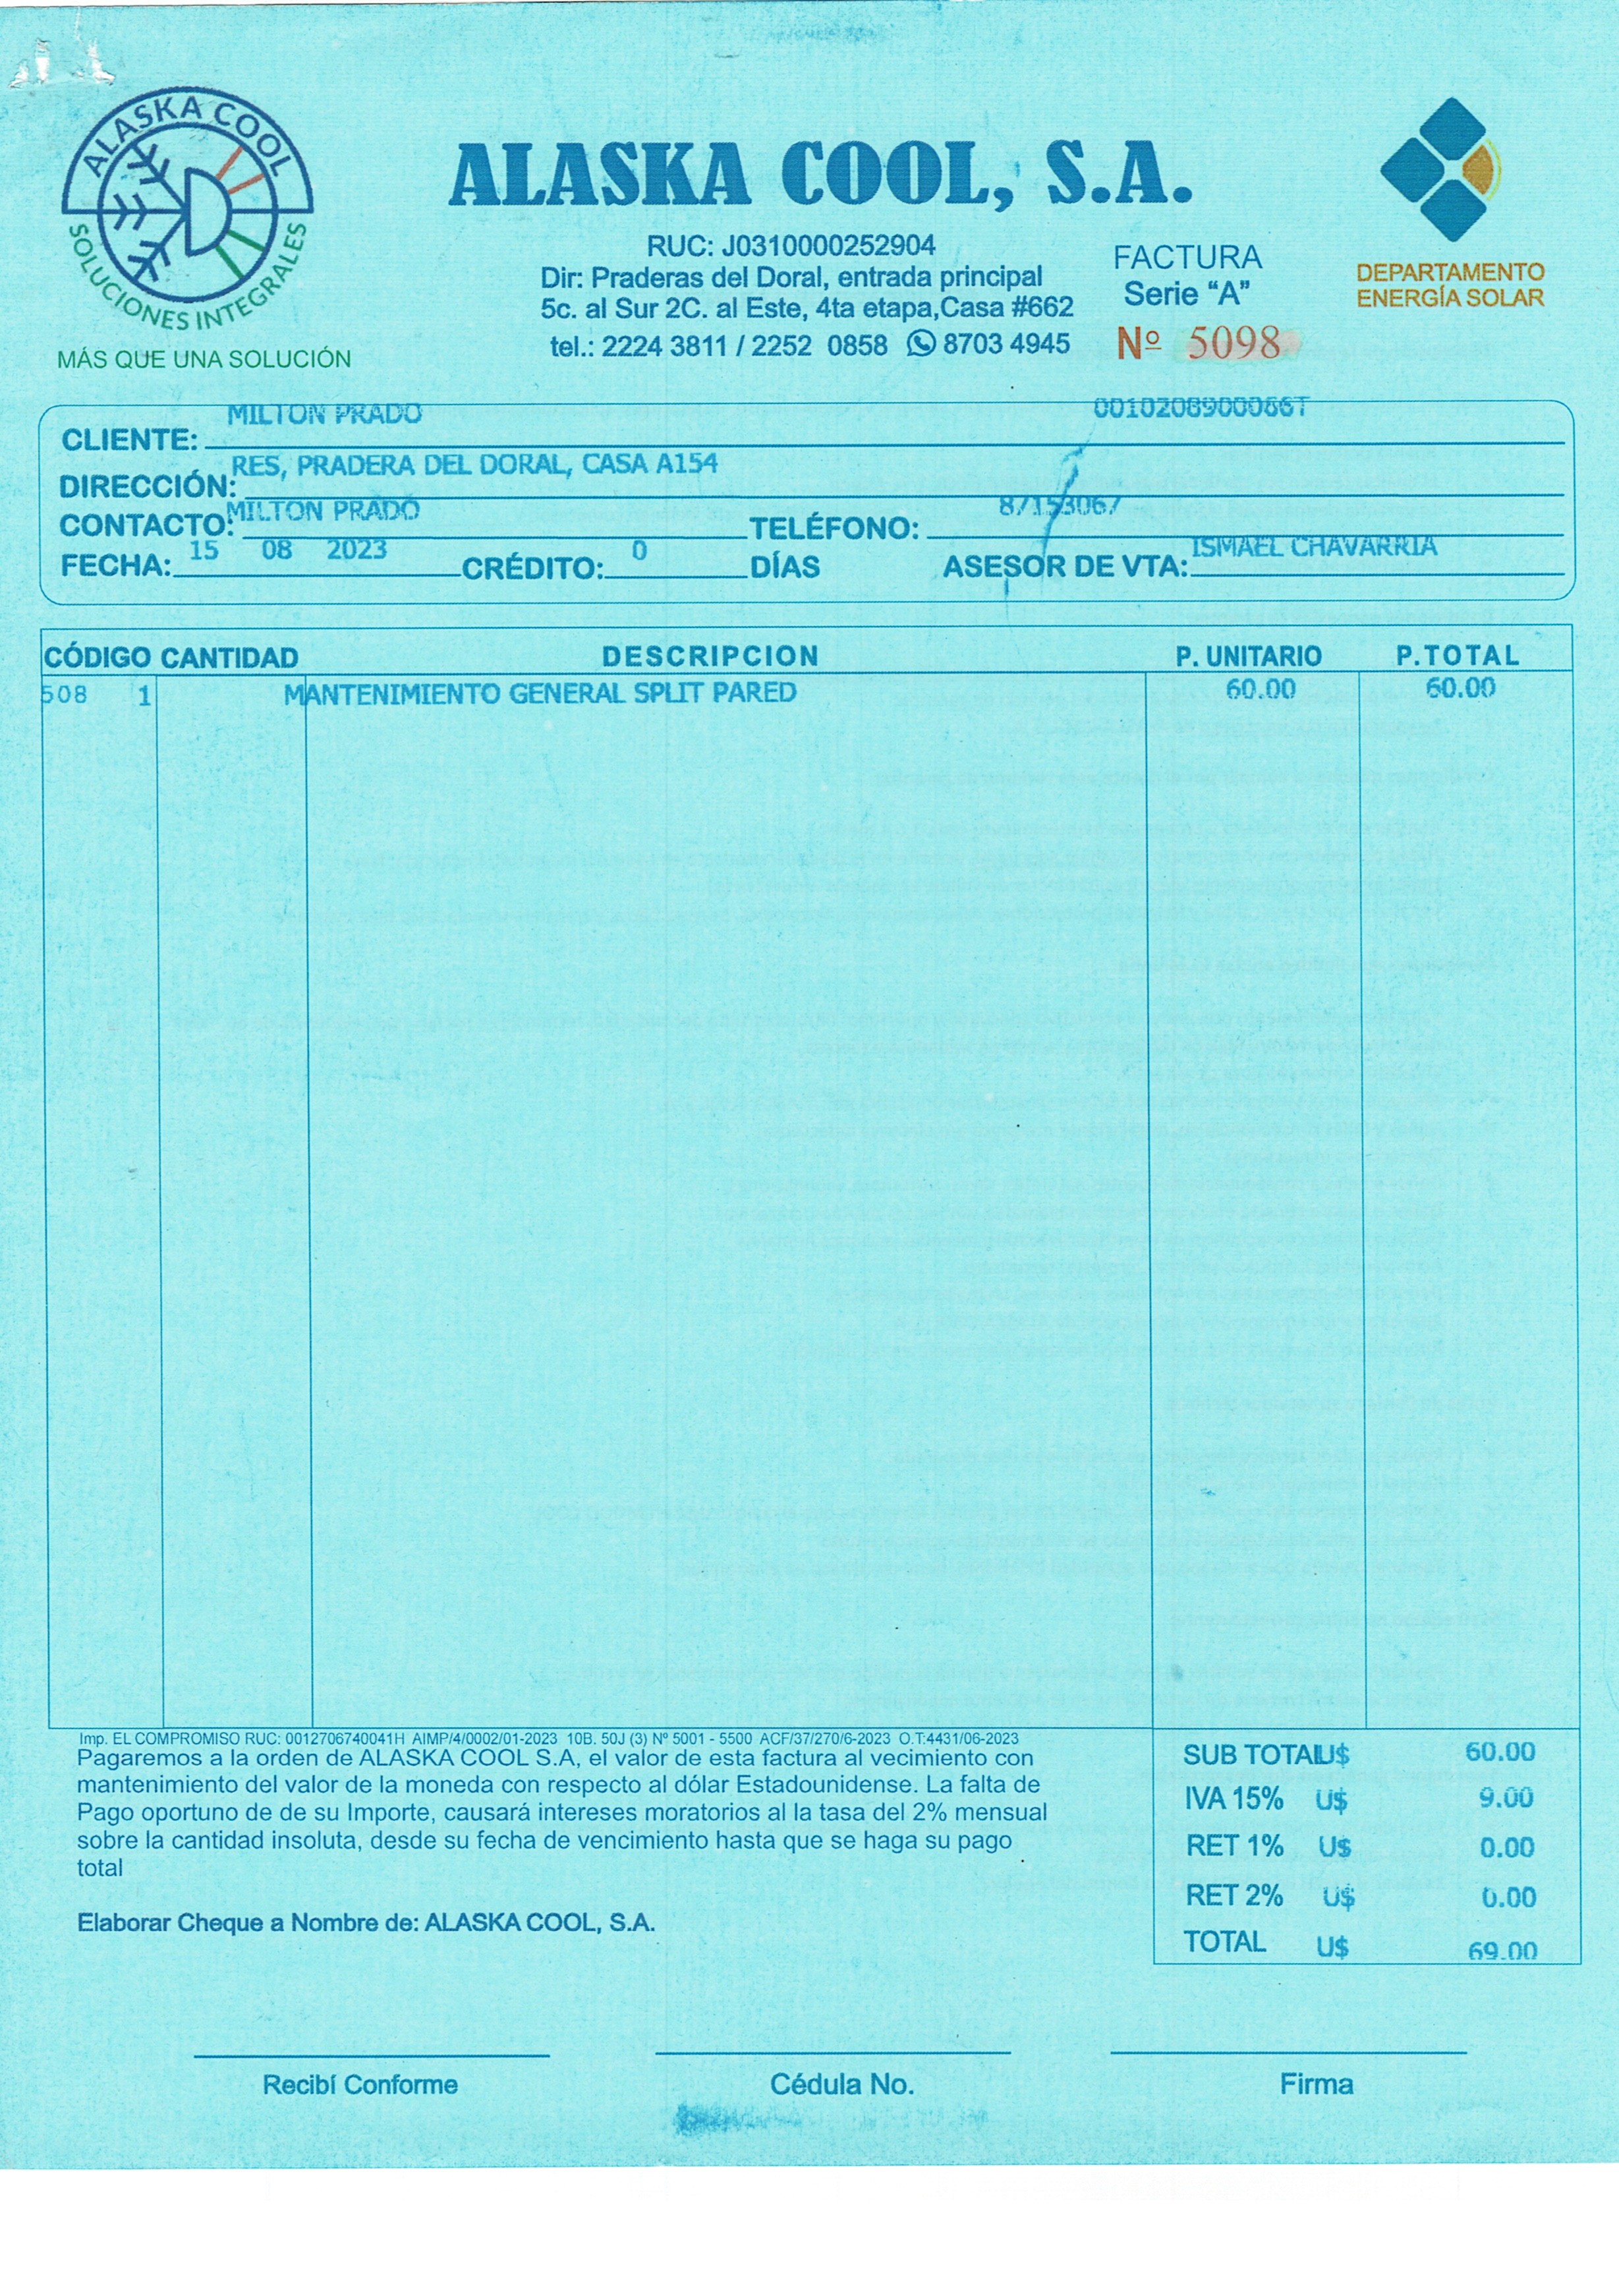 ALASKA COOL
SOLUCIONES INTEGRALES
MÁS QUE UNA SOLUCIÓN
ALASKA COOL, S.A.
RUC: J0310000252904
Dir: Praderas del Doral, entrada principal
5c. al Sur 2C. al Este, 4ta etapa,Casa #662
tel.: 2224 3811 / 2252 0858 8703 4945
FACTURA
Serie “A”
Nº 5098
DEPARTAMENTO
ENERGÍA SOLAR
CLIENTE: MILTON PRADO
DIRECCIÓN: RES, PRADERA DEL DORAL, CASA A154
CONTACTO: MILTON PRADO TELÉFONO: 87153067
FECHA: 15 08 2023 CRÉDITO: 0 DÍAS ASESOR DE VTA: ISMAEL CHAVARRIA
CÓDIGO CANTIDAD DESCRIPCION P. UNITARIO P.TOTAL
508 1 MANTENIMIENTO GENERAL SPLIT PARED 60.00 60.00
Imp. EL COMPROMISO RUC: 0012706740041H AIMP/4/0002/01-2023 10B. 50J (3) Nº 5001 - 5500 ACF/37/270/6-2023 O.T:4431/06-2023
Pagaremos a la orden de ALASKA COOL S.A, el valor de esta factura al vecimiento con
mantenimiento del valor de la moneda con respecto al dólar Estadounidense. La falta de
Pago oportuno de de su Importe, causará intereses moratorios al la tasa del 2% mensual
sobre la cantidad insoluta, desde su fecha de vencimiento hasta que se haga su pago
total
Elaborar Cheque a Nombre de: ALASKA COOL, S.A.
SUB TOTAL U$ 60.00
IVA 15% U$ 9.00
RET 1% U$ 0.00
RET 2% U$ 0.00
TOTAL U$ 69.00
Recibí Conforme
Cédula No.
Firma